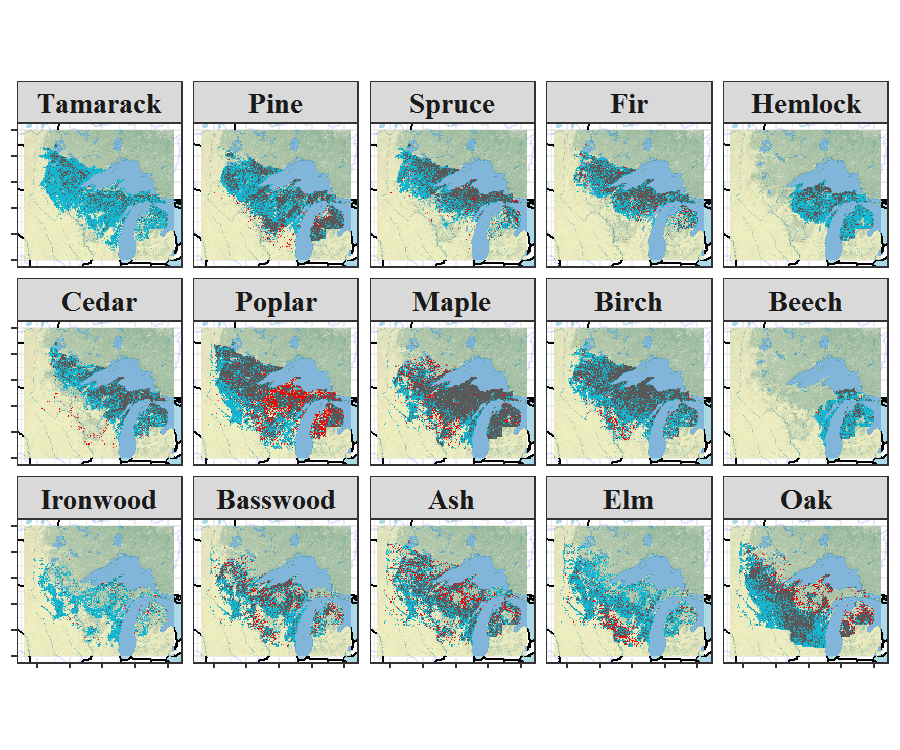 Tamarack Pine Spruce Fir Hemlock
Cedar Poplar Maple Birch Beech
Ironwood Basswood Ash Elm Oak